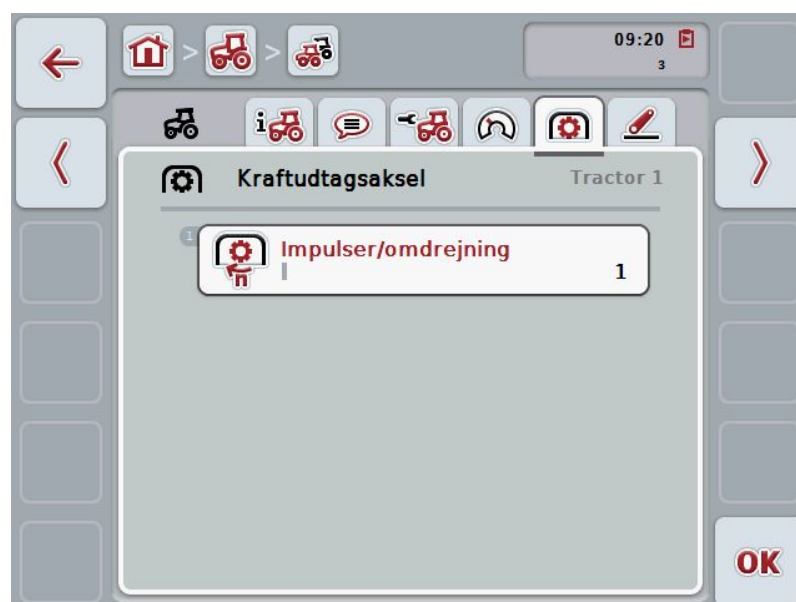 09:20
3
Kraftudtagsaksel Tractor 1
1
Impulser/omdrejning
n
1
OK